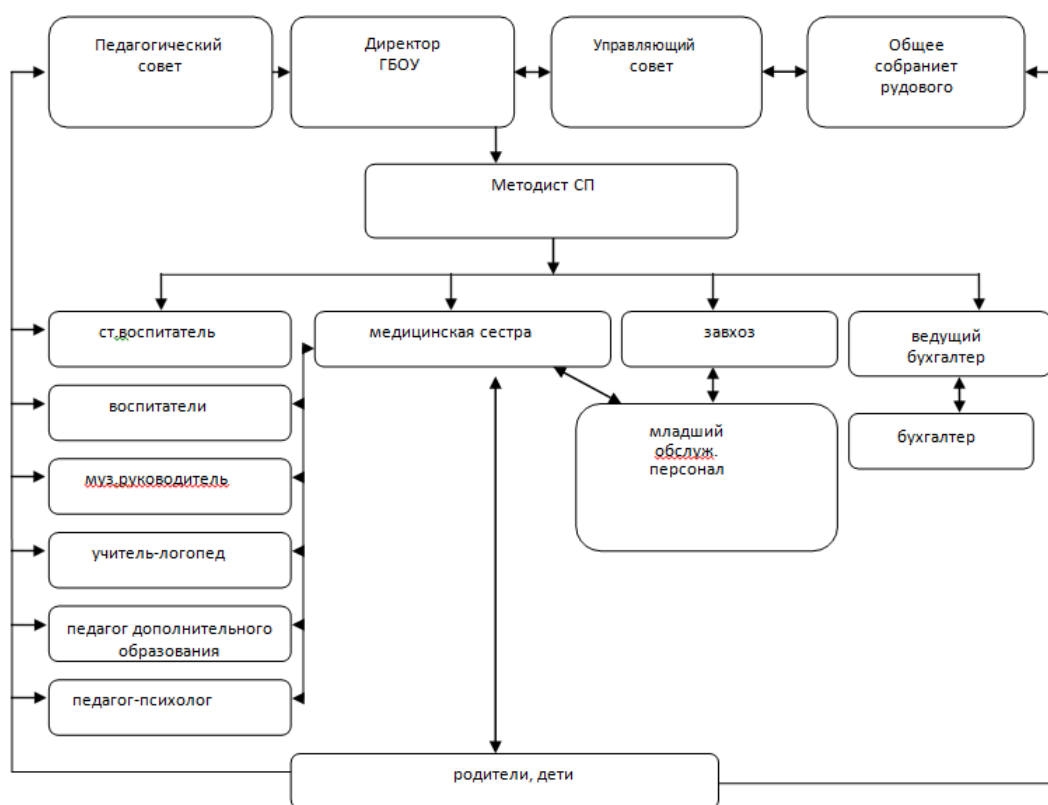 Педагогический
совет
Директор
ГБОУ
Управляющий
совет
Общее
собраниет
рудового
Методист СП
ст.воспитатель
медицинская сестра
завхоз
ведущий
бухгалтер
воспитатели
младший
обслуж.
персонал
бухгалтер
муз.руководитель
учитель-логопед
педагог дополнительного
образования
педагог-психолог
родители, дети